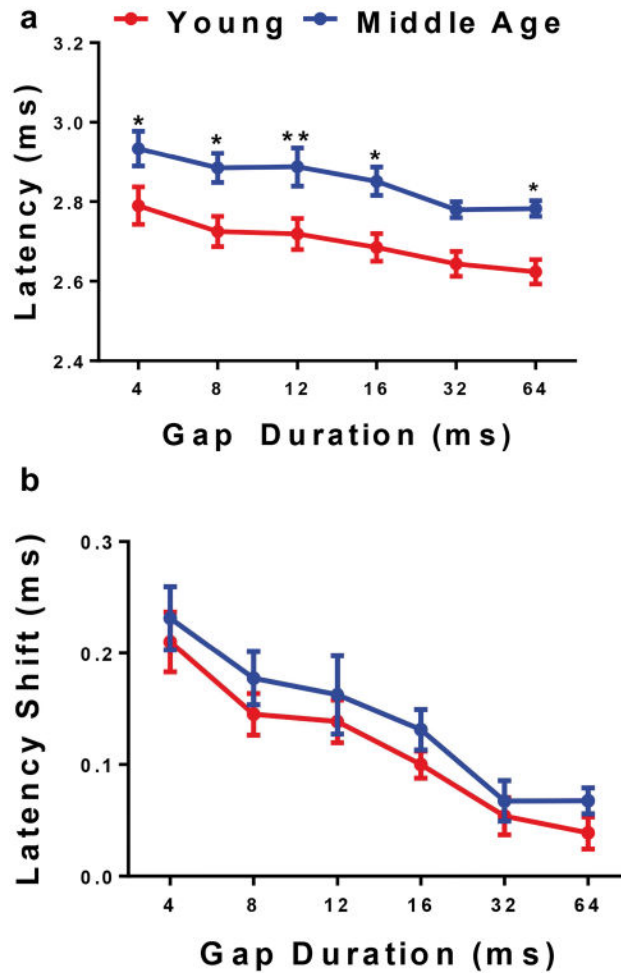 a
Young Middle Age
Latency (ms)
3.2
3.0
2.8
2.6
2.4
* * ** * *
4 8 12 16 32 64
Gap Duration (ms)
b
Latency Shift (ms)
0.3
0.2
0.1
0.0
4 8 12 16 32 64
Gap Duration (ms)